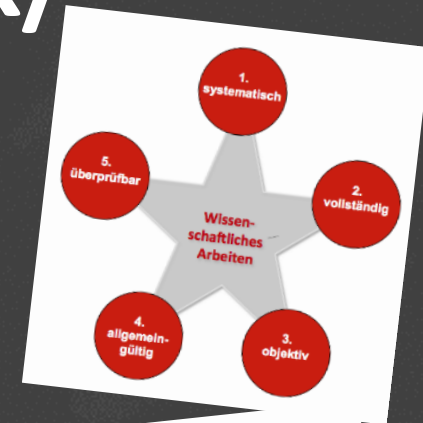 1.
systematisch
5.
überprüfbar
2.
vollständig
Wissen-
schaftliches
Arbeiten
4.
allgemein-
gültig
3.
objektiv